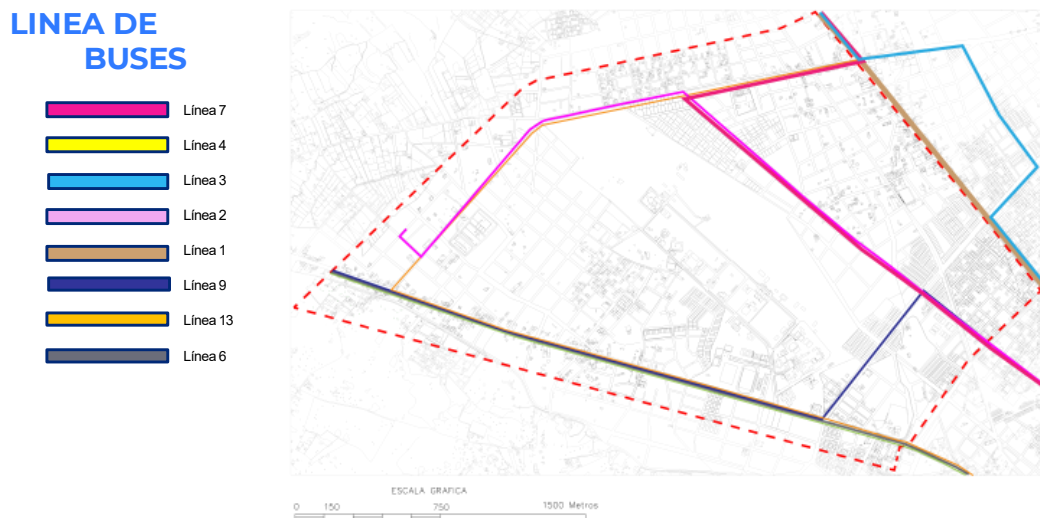 LINEA DE
BUSES
Línea 7
Línea 4
Línea 3
Línea 2
Línea 1
Línea 9
Línea 13
Línea 6
ESCALA GRAFICA
0 150 750 1500 Metros